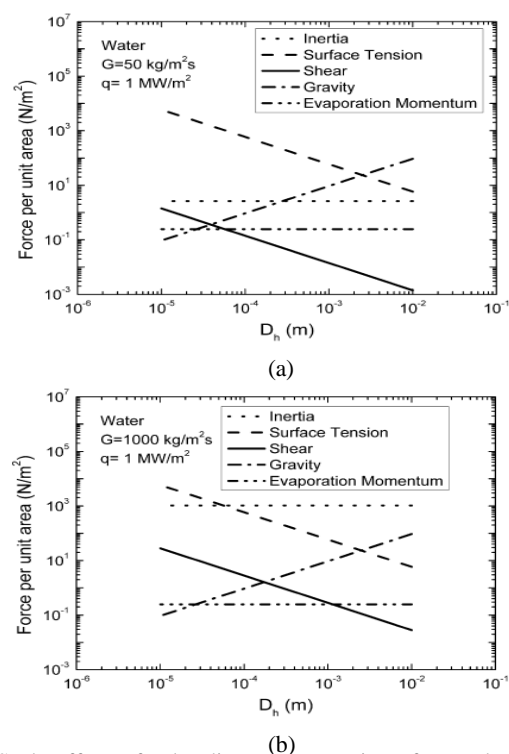 10^7
10^5
10^3
10^1
10^-1
10^-3
Force per unit area (N/m^2)
Water
G=50 kg/m^2s
q= 1 MW/m^2
Inertia
Surface Tension
Shear
Gravity
Evaporation Momentum
10^-6 10^-5 10^-4 10^-3 10^-2 10^-1
D_h (m)
(a)
10^7
10^5
10^3
10^1
10^-1
10^-3
Force per unit area (N/m^2)
Water
G=1000 kg/m^2s
q= 1 MW/m^2
Inertia
Surface Tension
Shear
Gravity
Evaporation Momentum
10^-6 10^-5 10^-4 10^-3 10^-2 10^-1
D_h (m)
(b)